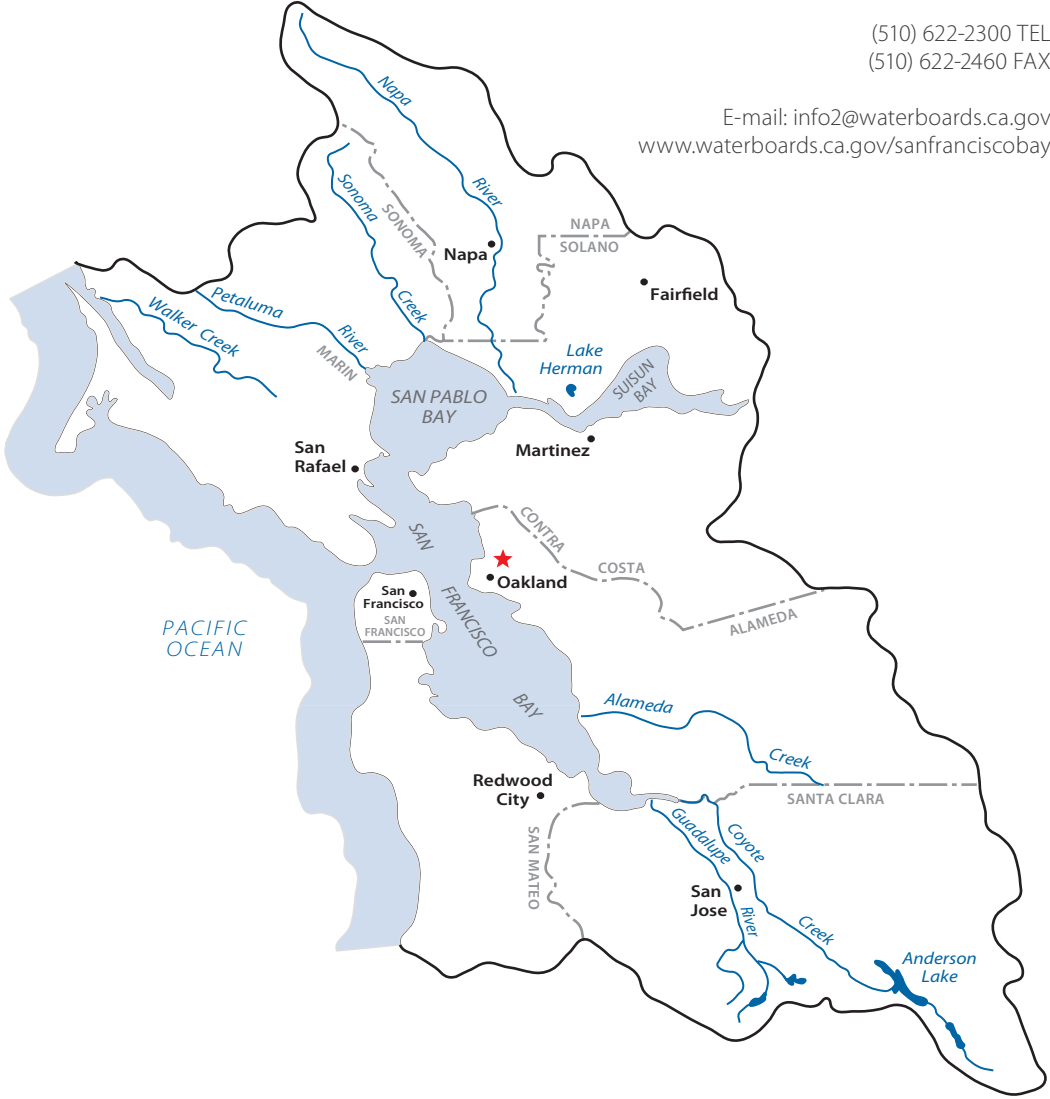 (510) 622-2300 TEL
(510) 622-2460 FAX
E-mail: info2@waterboards.ca.gov
www.waterboards.ca.gov/sanfranciscobay
Napa
River
Sonoma
Creek
SONOMA
Napa
NAPA
SOLANO
Fairfield
Petaluma
River
Walker Creek
MARIN
Lake
Herman
SUISUN
BAY
SAN PABLO
BAY
Martinez
San
Rafael
SAN
FRANCISCO
BAY
CONTRA
COSTA
ALAMEDA
Oakland
San
Francisco
SAN
FRANCISCO
PACIFIC
OCEAN
Alameda
Creek
Redwood
City
SANTA CLARA
SAN MATEO
Guadalupe
River
Coyote
Creek
San
Jose
Anderson
Lake